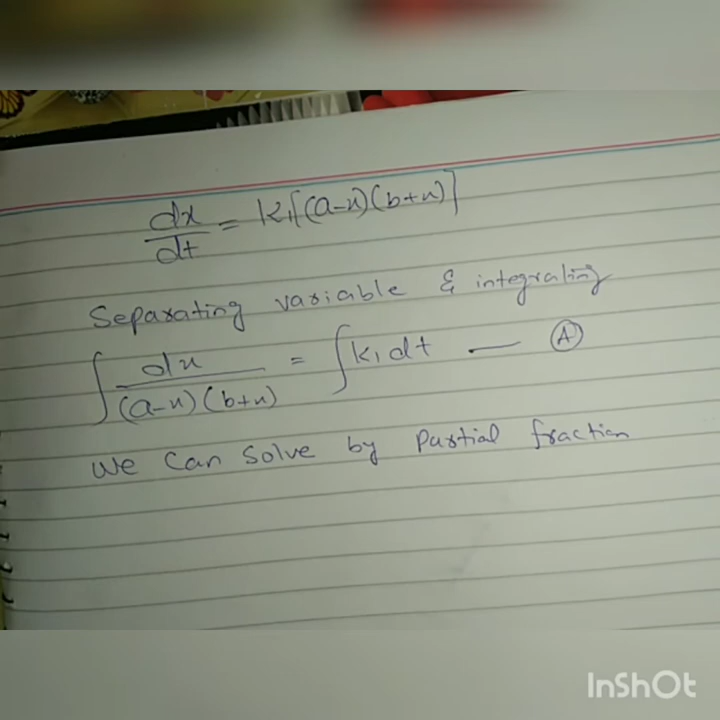 dx/dt = K₁[(a-x)(b+x)]
Separating variable & integrating
∫ dx/(a-x)(b+x) = ∫ K₁dt — Ⓐ
We can solve by partial fraction
InShOt